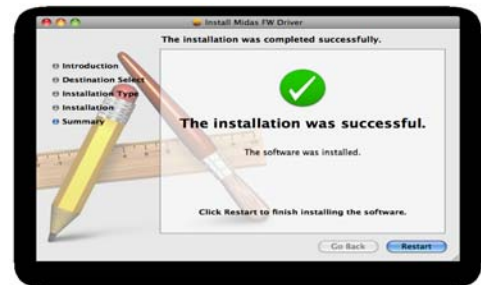 Install Midas FW Driver
The installation was completed successfully.
Introduction
Destination Select
Installation Type
Installation
Summary
The installation was successful.
The software was installed.
Click Restart to finish installing the software.
Go Back
Restart